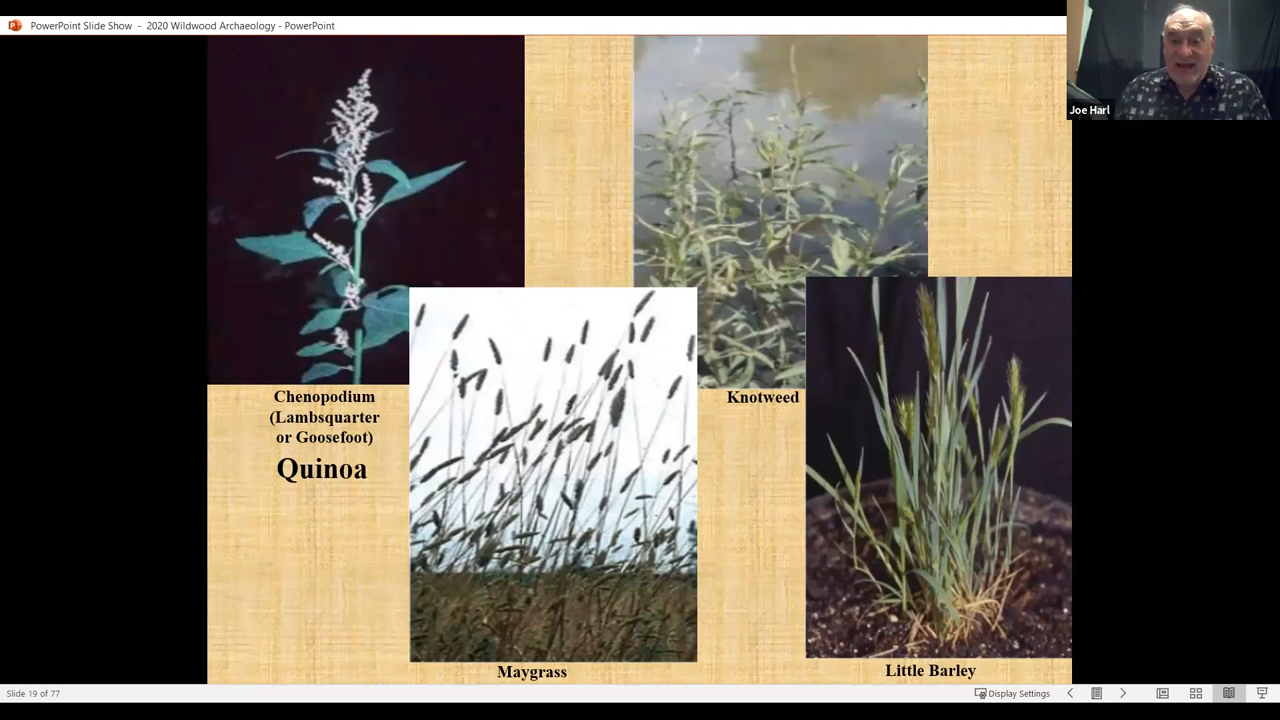 PowerPoint Slide Show - 2020 Wildwood Archaeology - PowerPoint
Joe Harl
Chenopodium
(Lambsquarter
or Goosefoot)
Quinoa
Knotweed
Maygrass
Little Barley
Slide 19 of 77
Display Settings